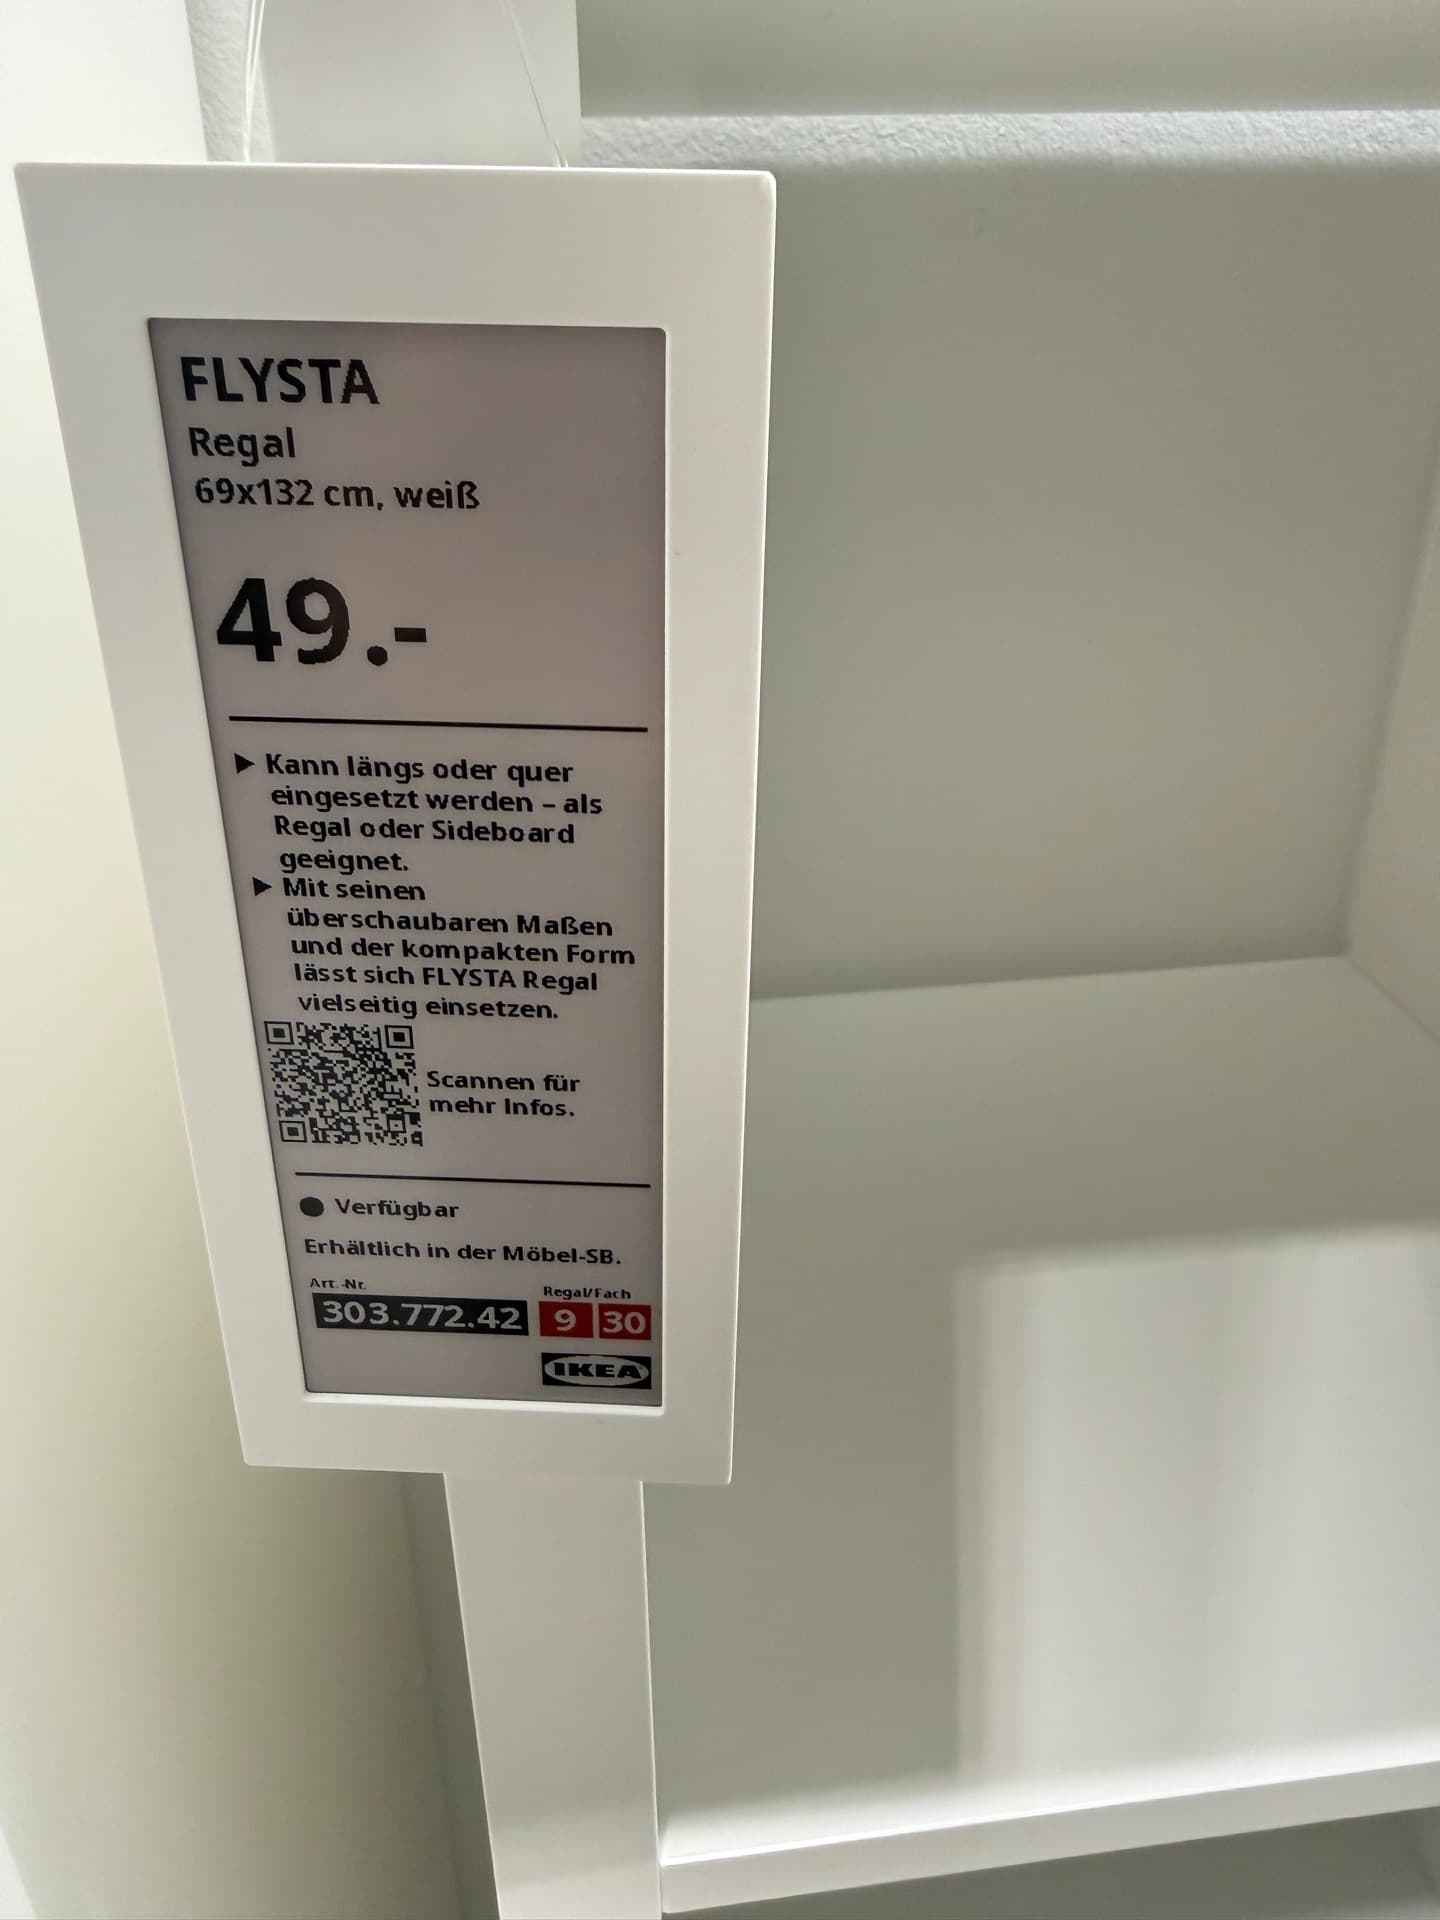 FLYSTA
Regal
69x132 cm, weiß
49.-
▶ Kann längs oder quer
eingesetzt werden – als
Regal oder Sideboard
geeignet.
▶ Mit seinen
überschaubaren Maßen
und der kompakten Form
lässt sich FLYSTA Regal
vielseitig einsetzen.
Scannen für
mehr Infos.
Verfügbar
Erhältlich in der Möbel-SB.
Art.-Nr. Regal/Fach
303.772.42 9 30
IKEA